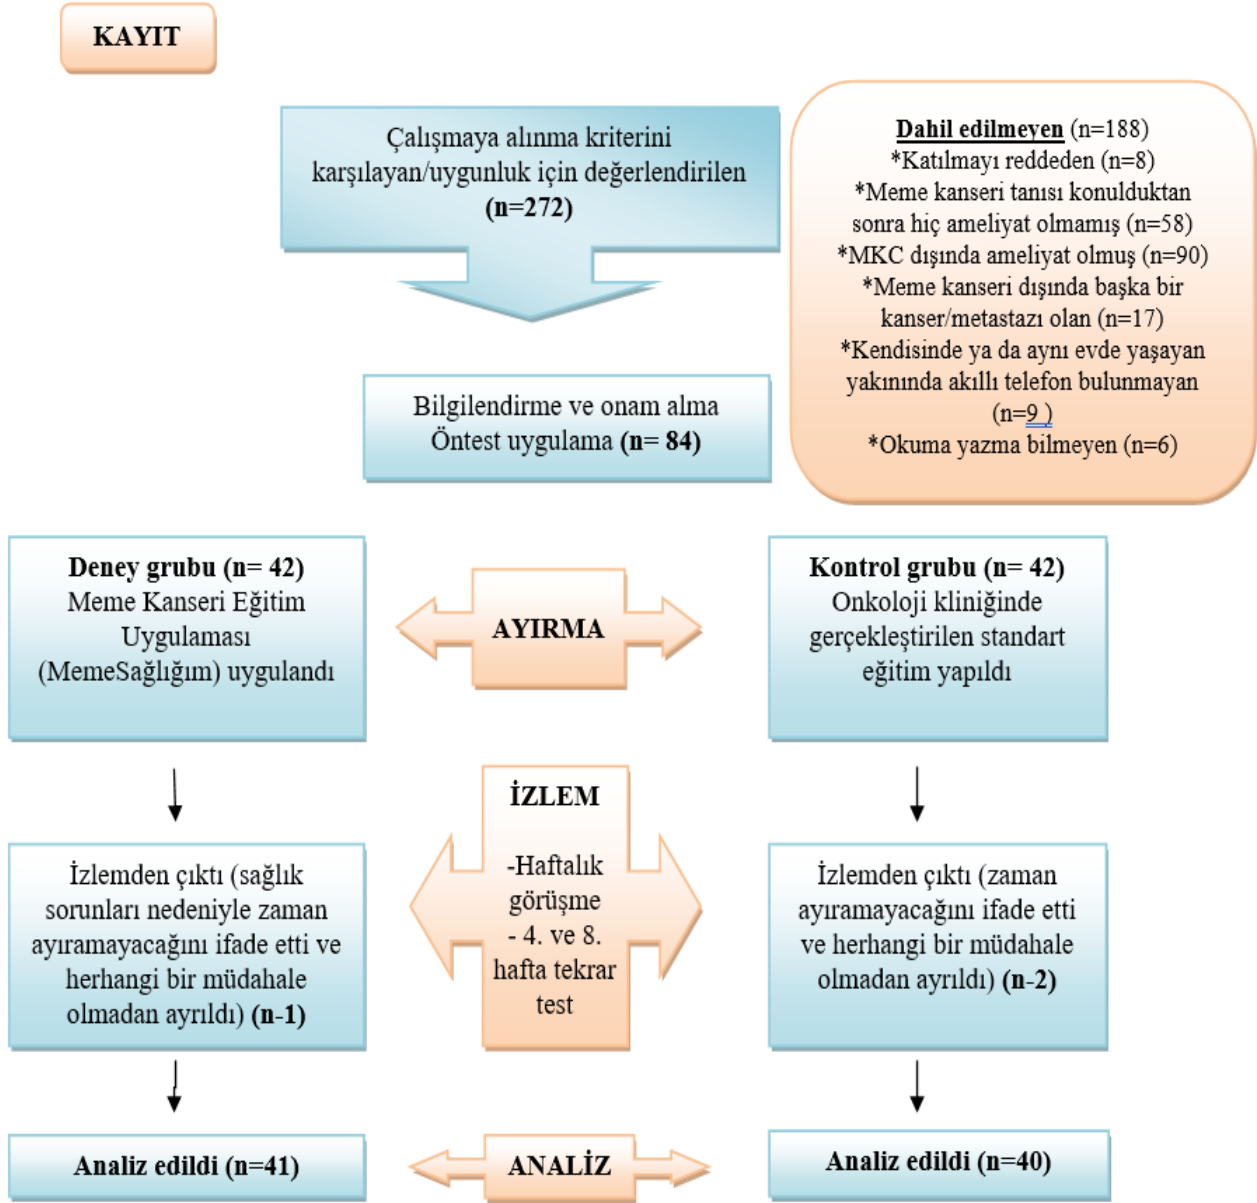 KAYIT
Çalışmaya alınma kriterini
karşılayan/uygunluk için değerlendirilen
(n=272)
Dahil edilmeyen (n=188)
*Katılmayı reddeden (n=8)
*Meme kanseri tanısı konulduktan
sonra hiç ameliyat olmamış (n=58)
*MKC dışında ameliyat olmuş (n=90)
*Meme kanseri dışında başka bir
kanser/metastazı olan (n=17)
*Kendisinde ya da aynı evde yaşayan
yakınında akıllı telefon bulunmayan
(n=9 )
*Okuma yazma bilmeyen (n=6)
Bilgilendirme ve onam alma
Öntest uygulama (n= 84)
Deney grubu (n= 42)
Meme Kanseri Eğitim
Uygulaması
(MemeSağlığım) uygulandı
AYIRMA
Kontrol grubu (n= 42)
Onkoloji kliniğinde
gerçekleştirilen standart
eğitim yapıldı
İzlemden çıktı (sağlık
sorunları nedeniyle zaman
ayıramayacağını ifade etti ve
herhangi bir müdahale
olmadan ayrıldı) (n-1)
İZLEM
-Haftalık
görüşme
- 4. ve 8.
hafta tekrar
test
İzlemden çıktı (zaman
ayıramayacağını ifade etti
ve herhangi bir müdahale
olmadan ayrıldı) (n-2)
Analiz edildi (n=41)
ANALİZ
Analiz edildi (n=40)